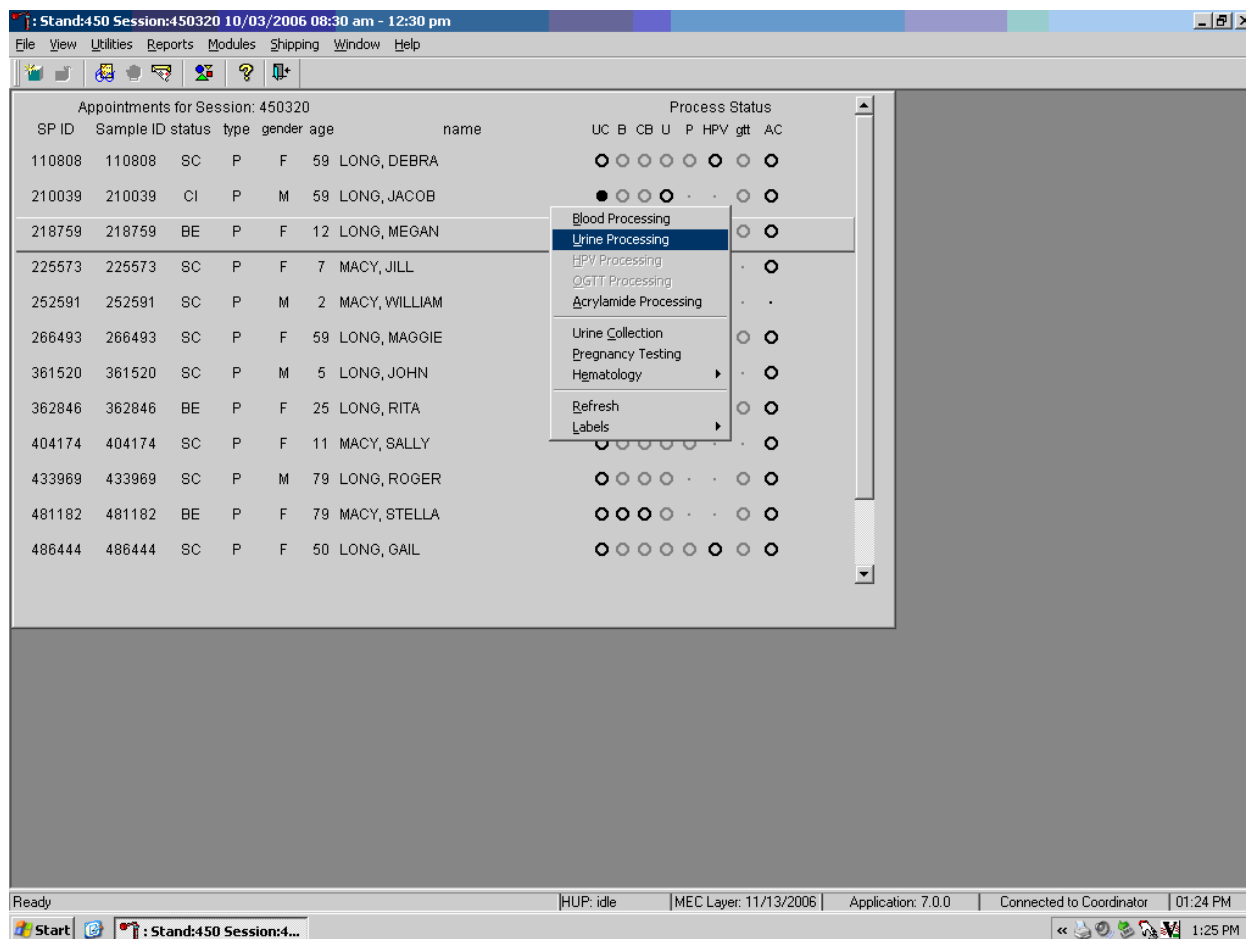 : Stand:450 Session:450320 10/03/2006 08:30 am - 12:30 pm
File View Utilities Reports Modules Shipping Window Help
Appointments for Session: 450320 Process Status
SP ID Sample ID status type gender age name UC B CB U P HPV gtt AC
110808 110808 SC P F 59 LONG, DEBRA
210039 210039 CI P M 59 LONG, JACOB
218759 218759 BE P F 12 LONG, MEGAN
225573 225573 SC P F 7 MACY, JILL
252591 252591 SC P M 2 MACY, WILLIAM
266493 266493 SC P F 59 LONG, MAGGIE
361520 361520 SC P M 5 LONG, JOHN
362846 362846 BE P F 25 LONG, RITA
404174 404174 SC P F 11 MACY, SALLY
433969 433969 SC P M 79 LONG, ROGER
481182 481182 BE P F 79 MACY, STELLA
486444 486444 SC P F 50 LONG, GAIL
Blood Processing
Urine Processing
HPV Processing
OGTT Processing
Acrylamide Processing
Urine Collection
Pregnancy Testing
Hematology
Refresh
Labels
Ready HUP: idle MEC Layer: 11/13/2006 Application: 7.0.0 Connected to Coordinator 01:24 PM
Start : Stand:450 Session:4... « 1:25 PM